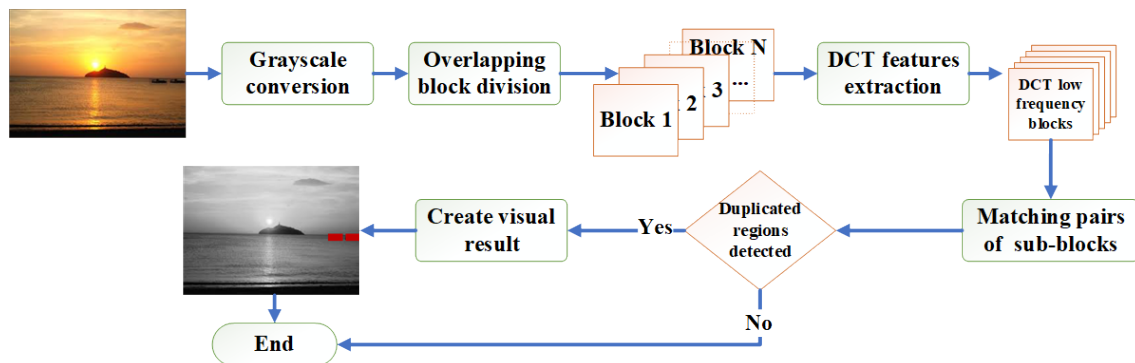 Grayscale
conversion
Overlapping
block division
Block 1
2
3
...
Block N
DCT features
extraction
DCT low
frequency
blocks
Matching pairs
of sub-blocks
Duplicated
regions
detected
Yes
No
Create visual
result
End